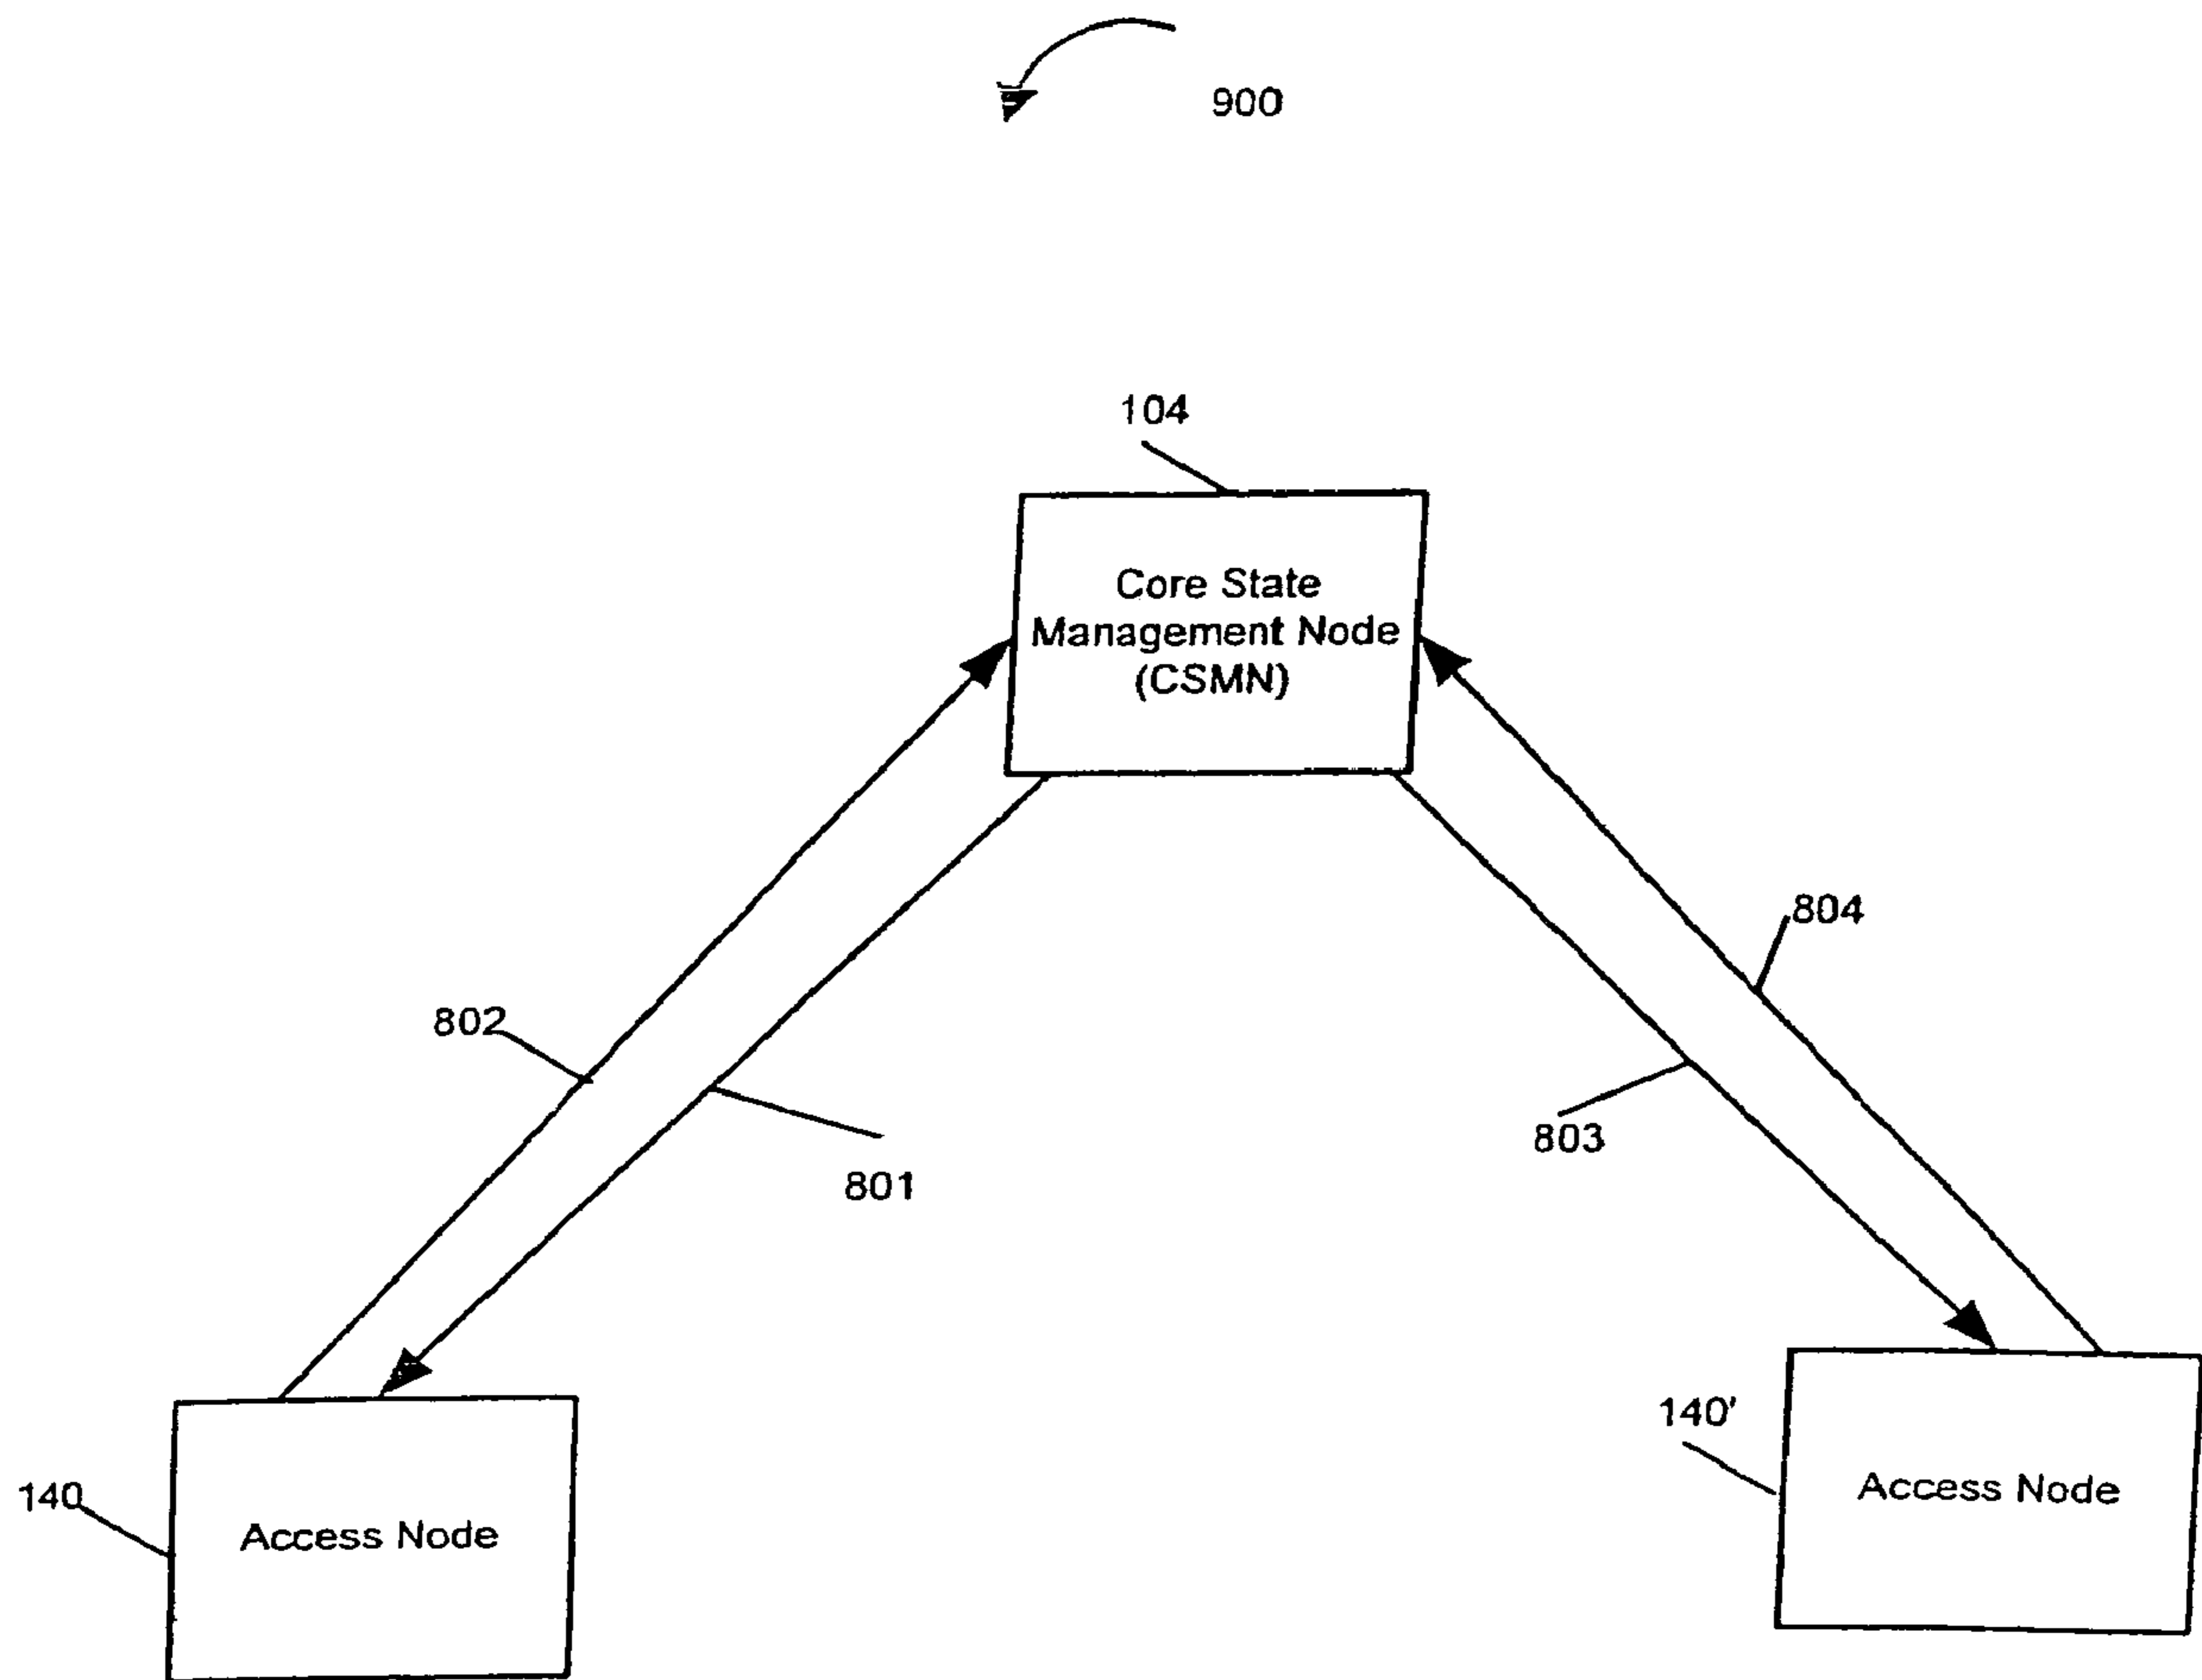 900
104
Core State
Management Node
(CSMN)
804
802
803
801
140'
Access Node
140
Access Node